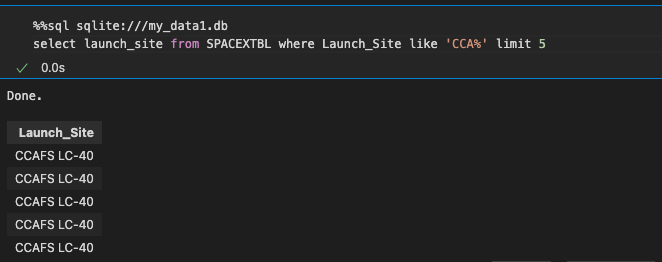 %%sql sqlite:///my_data1.db
select launch_site from SPACEXTBL where Launch_Site like 'CCA%' limit 5
✓ 0.0s
Done.
Launch_Site
CCAFS LC-40
CCAFS LC-40
CCAFS LC-40
CCAFS LC-40
CCAFS LC-40